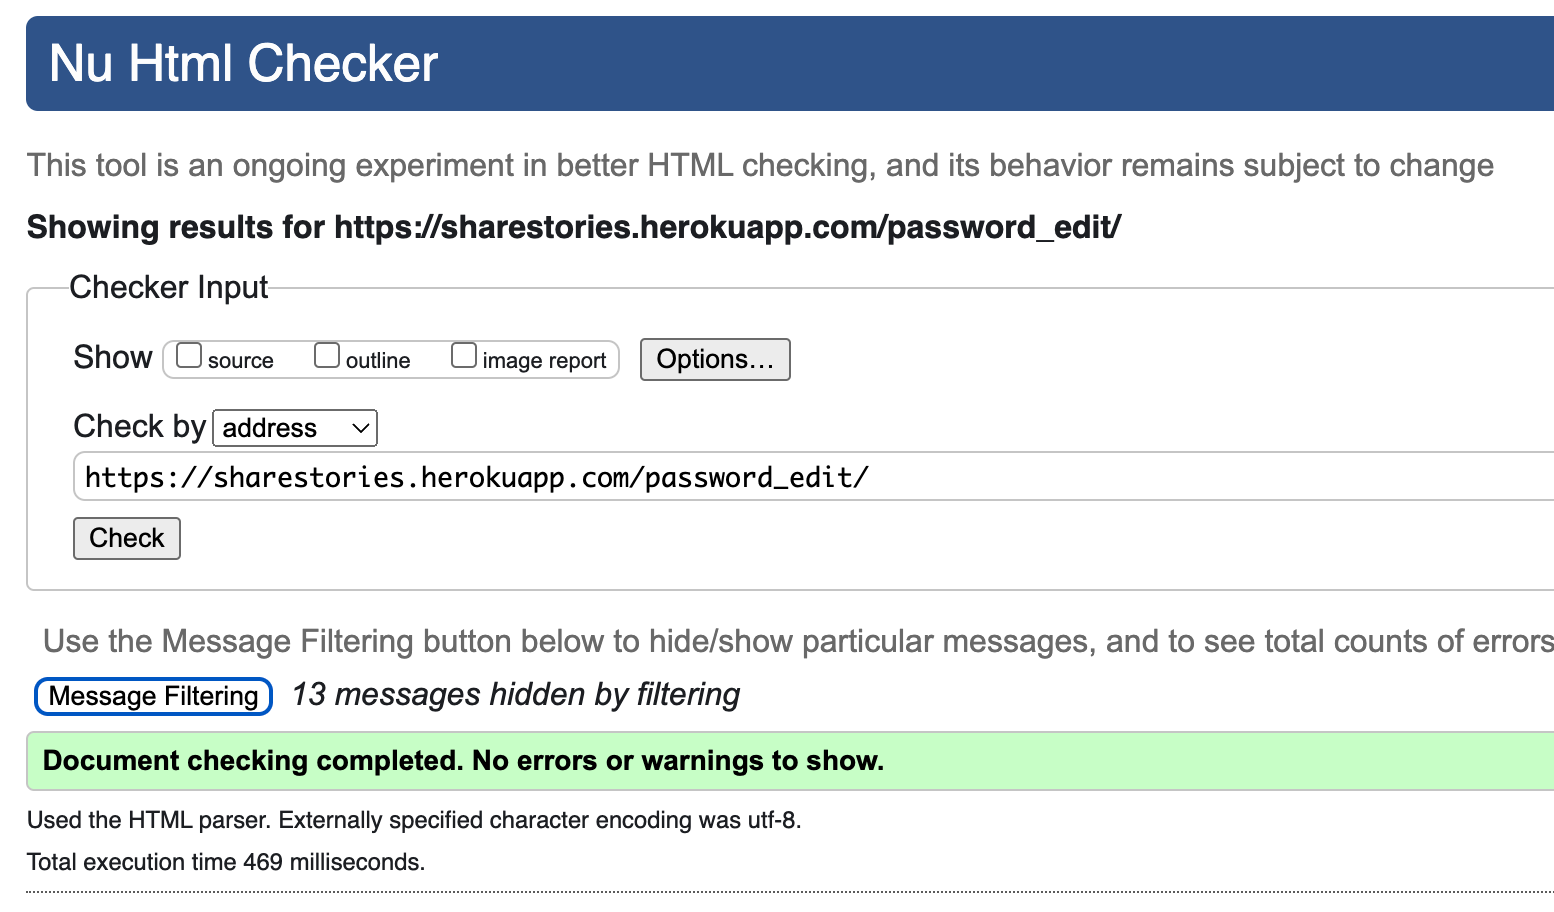 Nu Html Checker
This tool is an ongoing experiment in better HTML checking, and its behavior remains subject to change
Showing results for https://sharestories.herokuapp.com/password_edit/
Checker Input
Show source outline image report Options...
Check by address
https://sharestories.herokuapp.com/password_edit/
Check
Use the Message Filtering button below to hide/show particular messages, and to see total counts of errors
Message Filtering 13 messages hidden by filtering
Document checking completed. No errors or warnings to show.
Used the HTML parser. Externally specified character encoding was utf-8.
Total execution time 469 milliseconds.